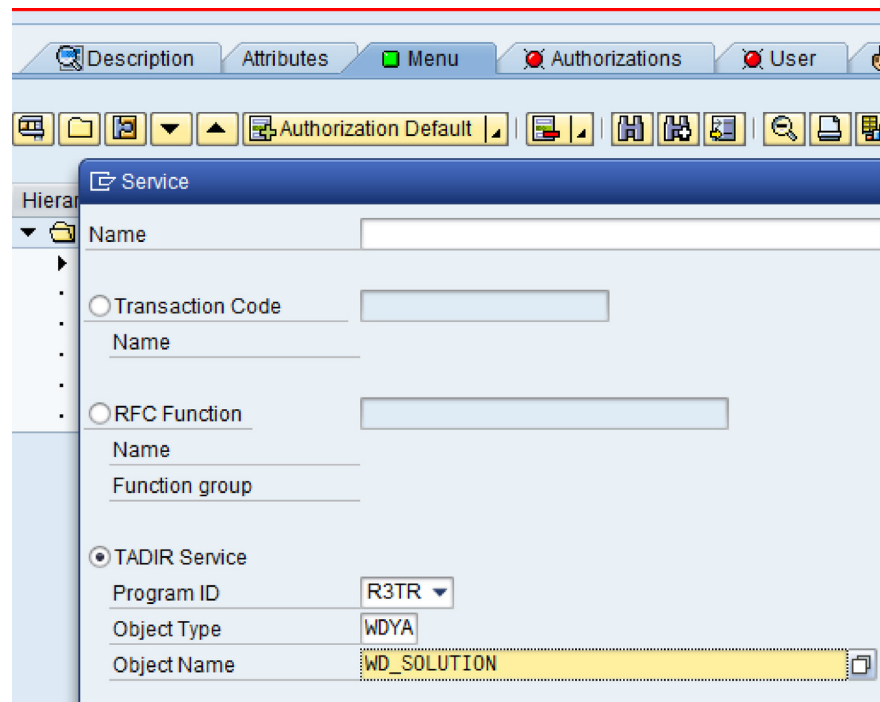 Description Attributes Menu Authorizations User
Authorization Default
Service
Hierar
Name
Transaction Code
Name
RFC Function
Name
Function group
TADIR Service
Program ID R3TR
Object Type WDYA
Object Name WD_SOLUTION